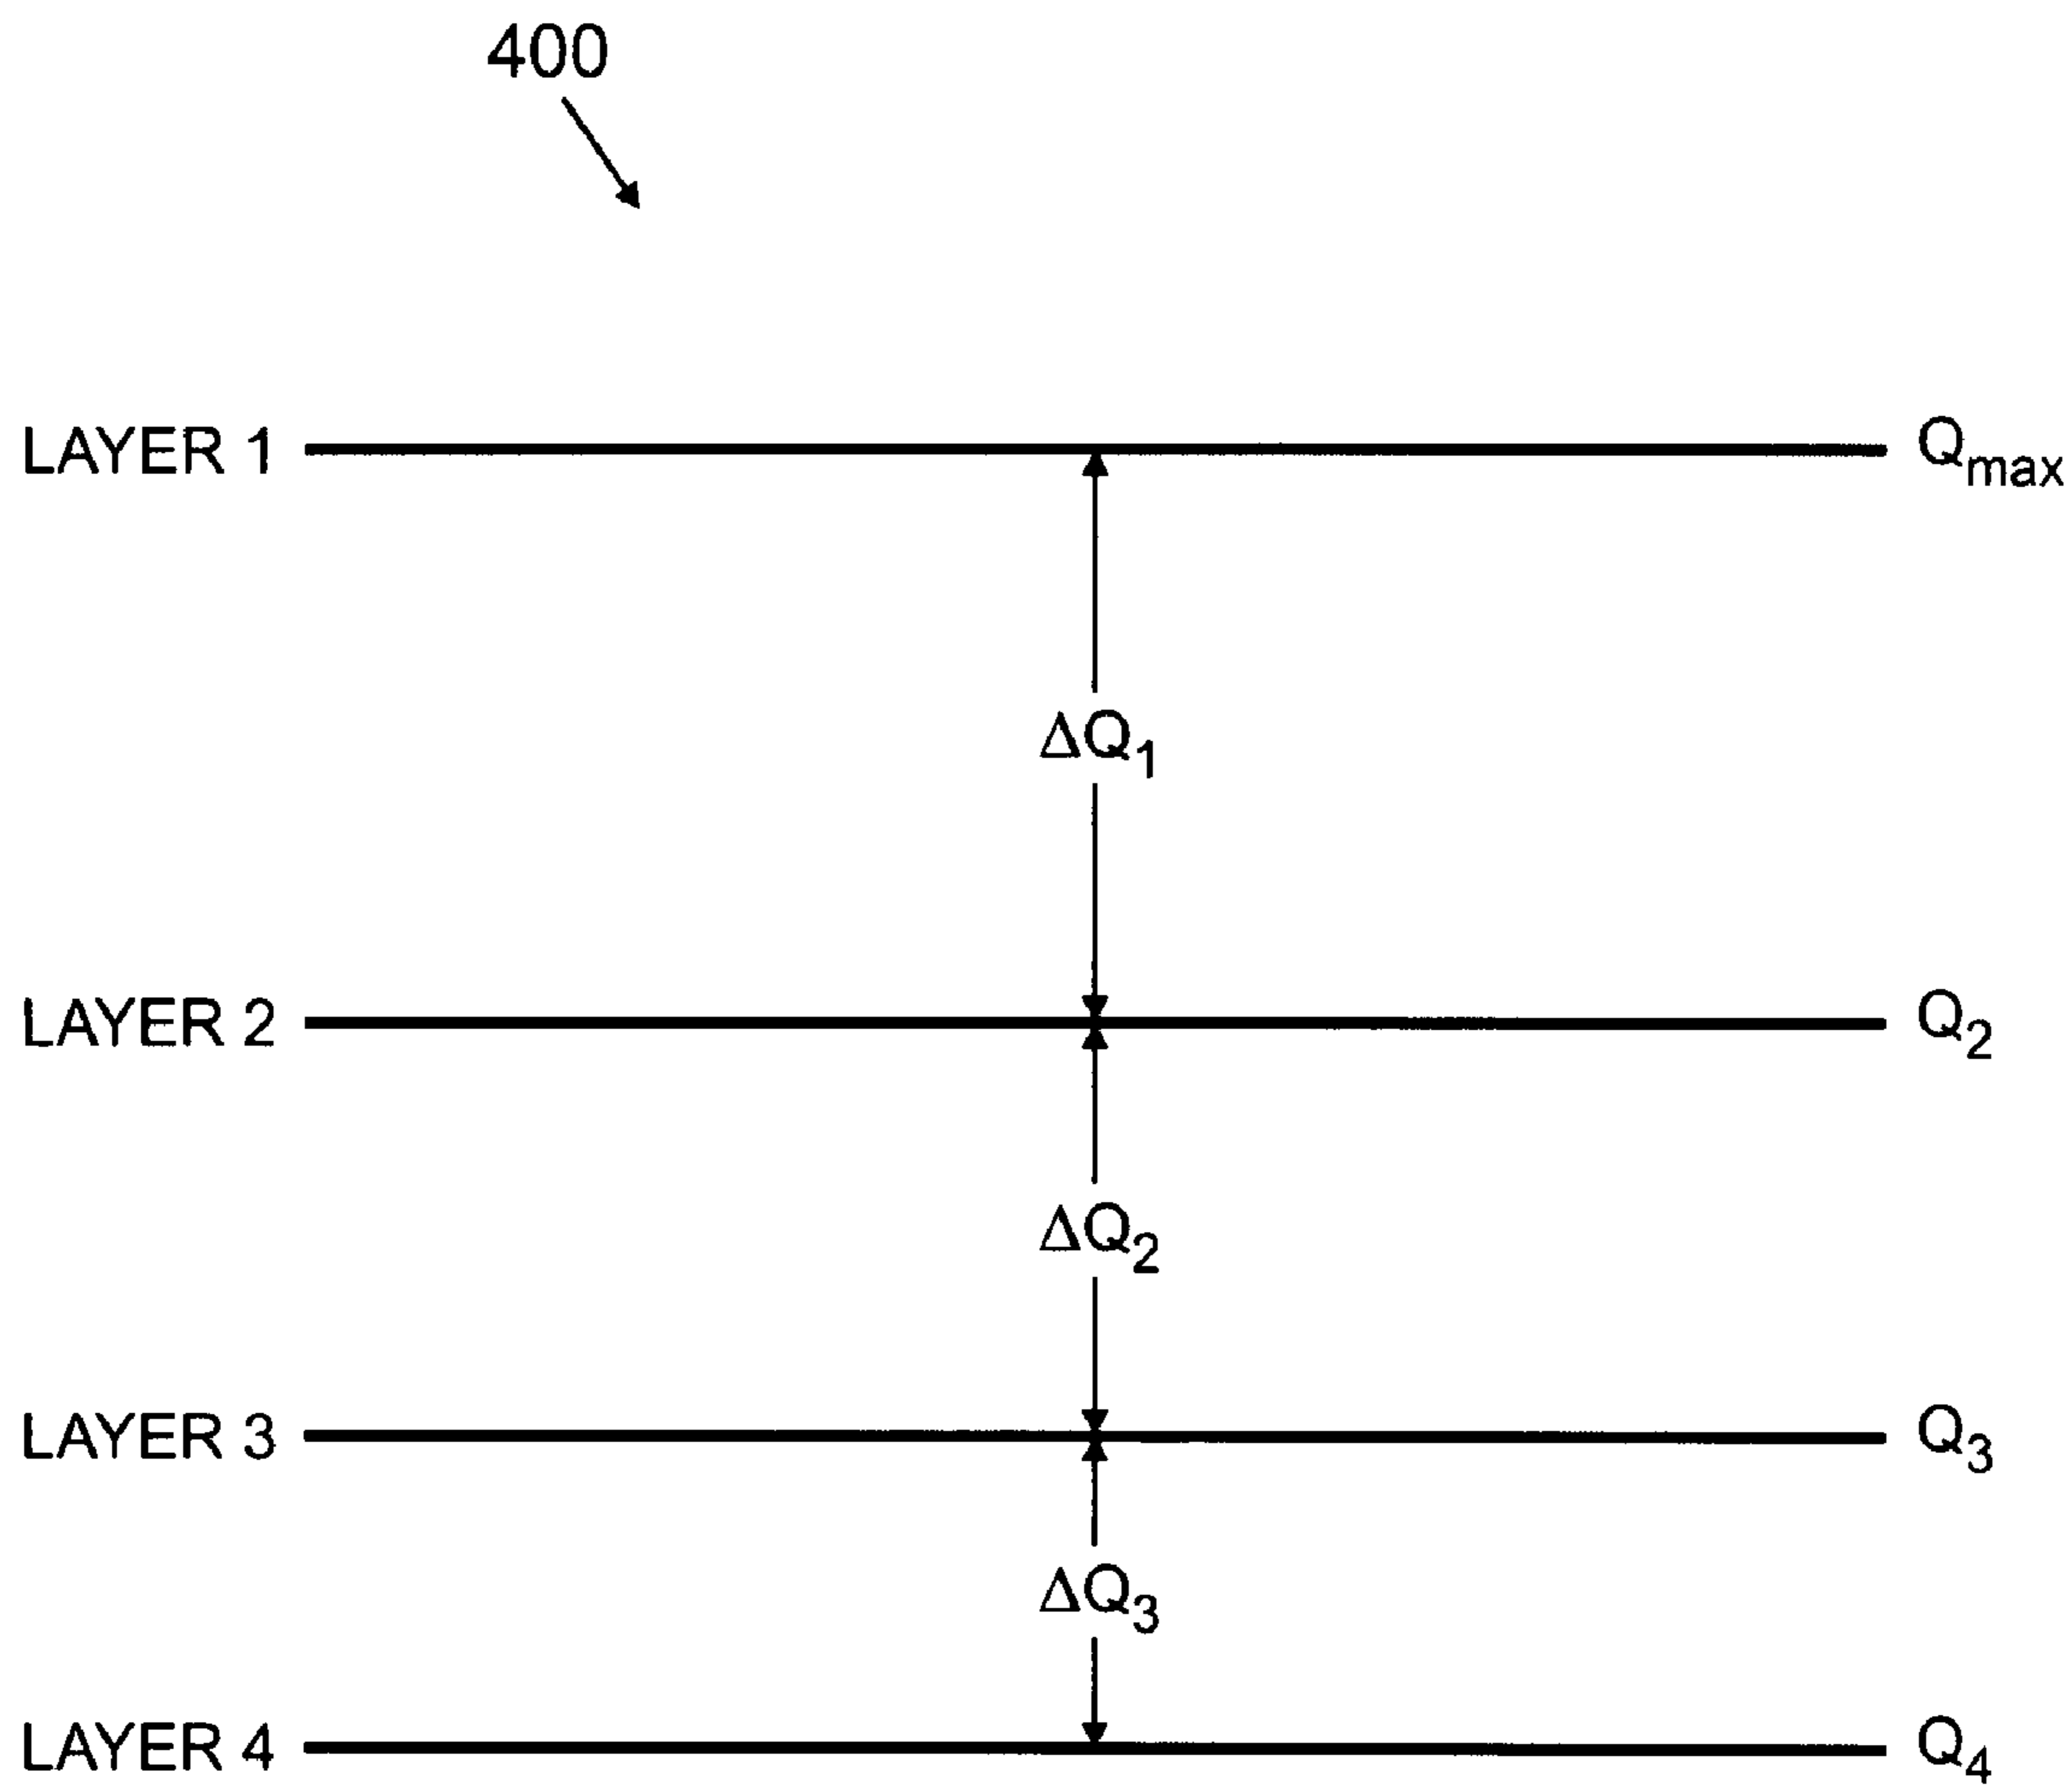 400
LAYER 1 Qmax
ΔQ1
LAYER 2 Q2
ΔQ2
LAYER 3 Q3
ΔQ3
LAYER 4 Q4